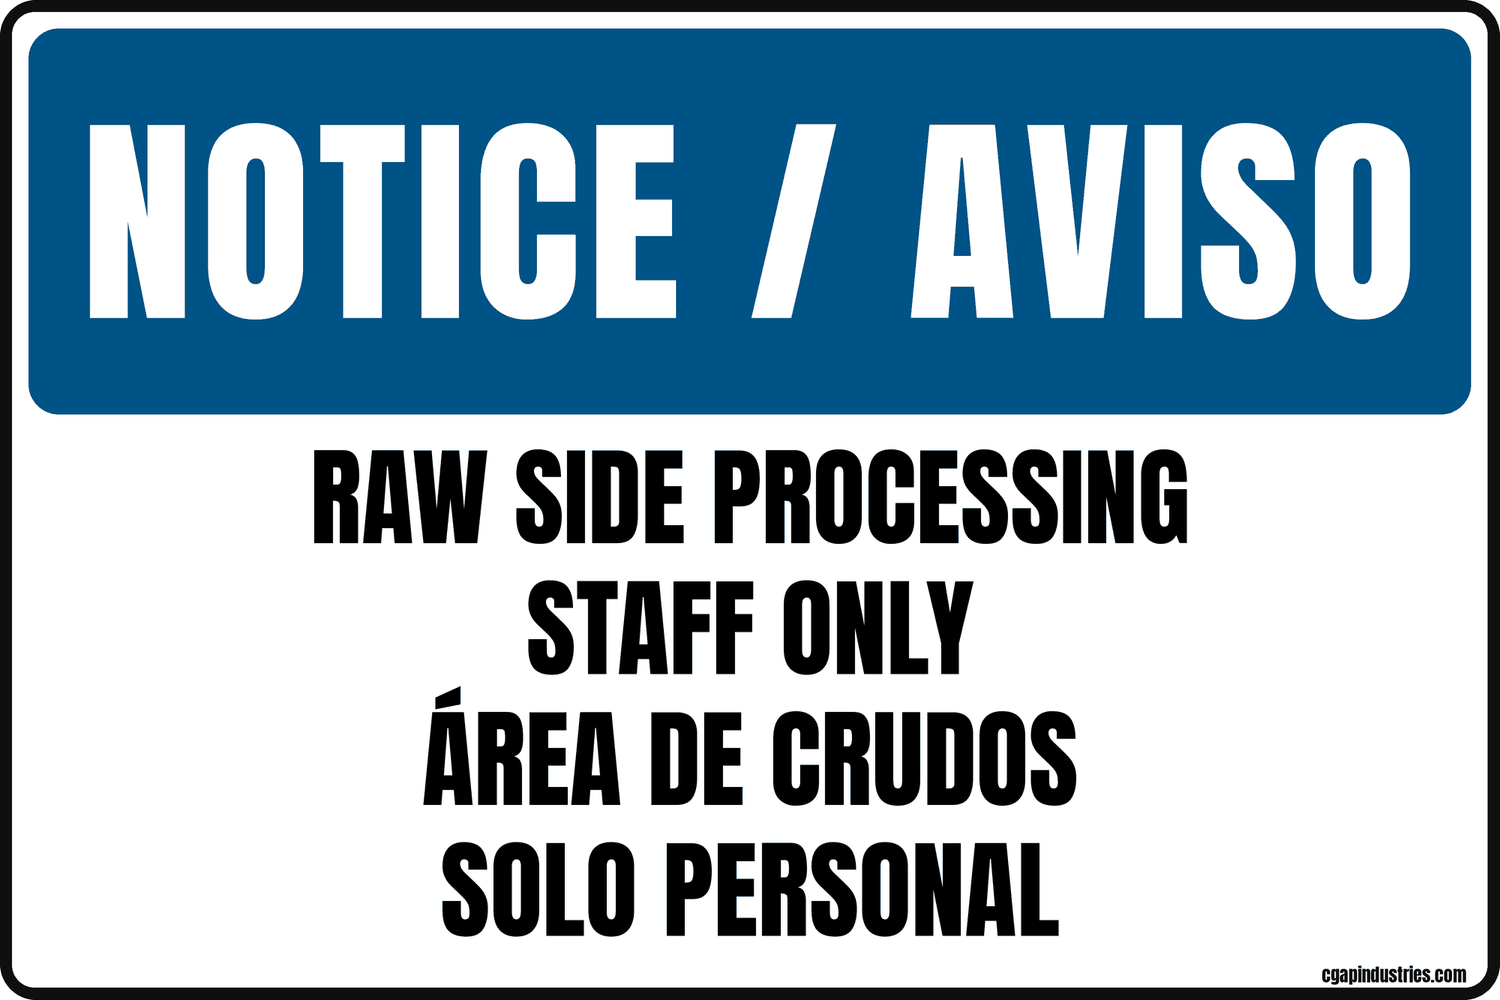 NOTICE / AVISO
RAW SIDE PROCESSING
STAFF ONLY
ÁREA DE CRUDOS
SOLO PERSONAL
cgapindustries.com